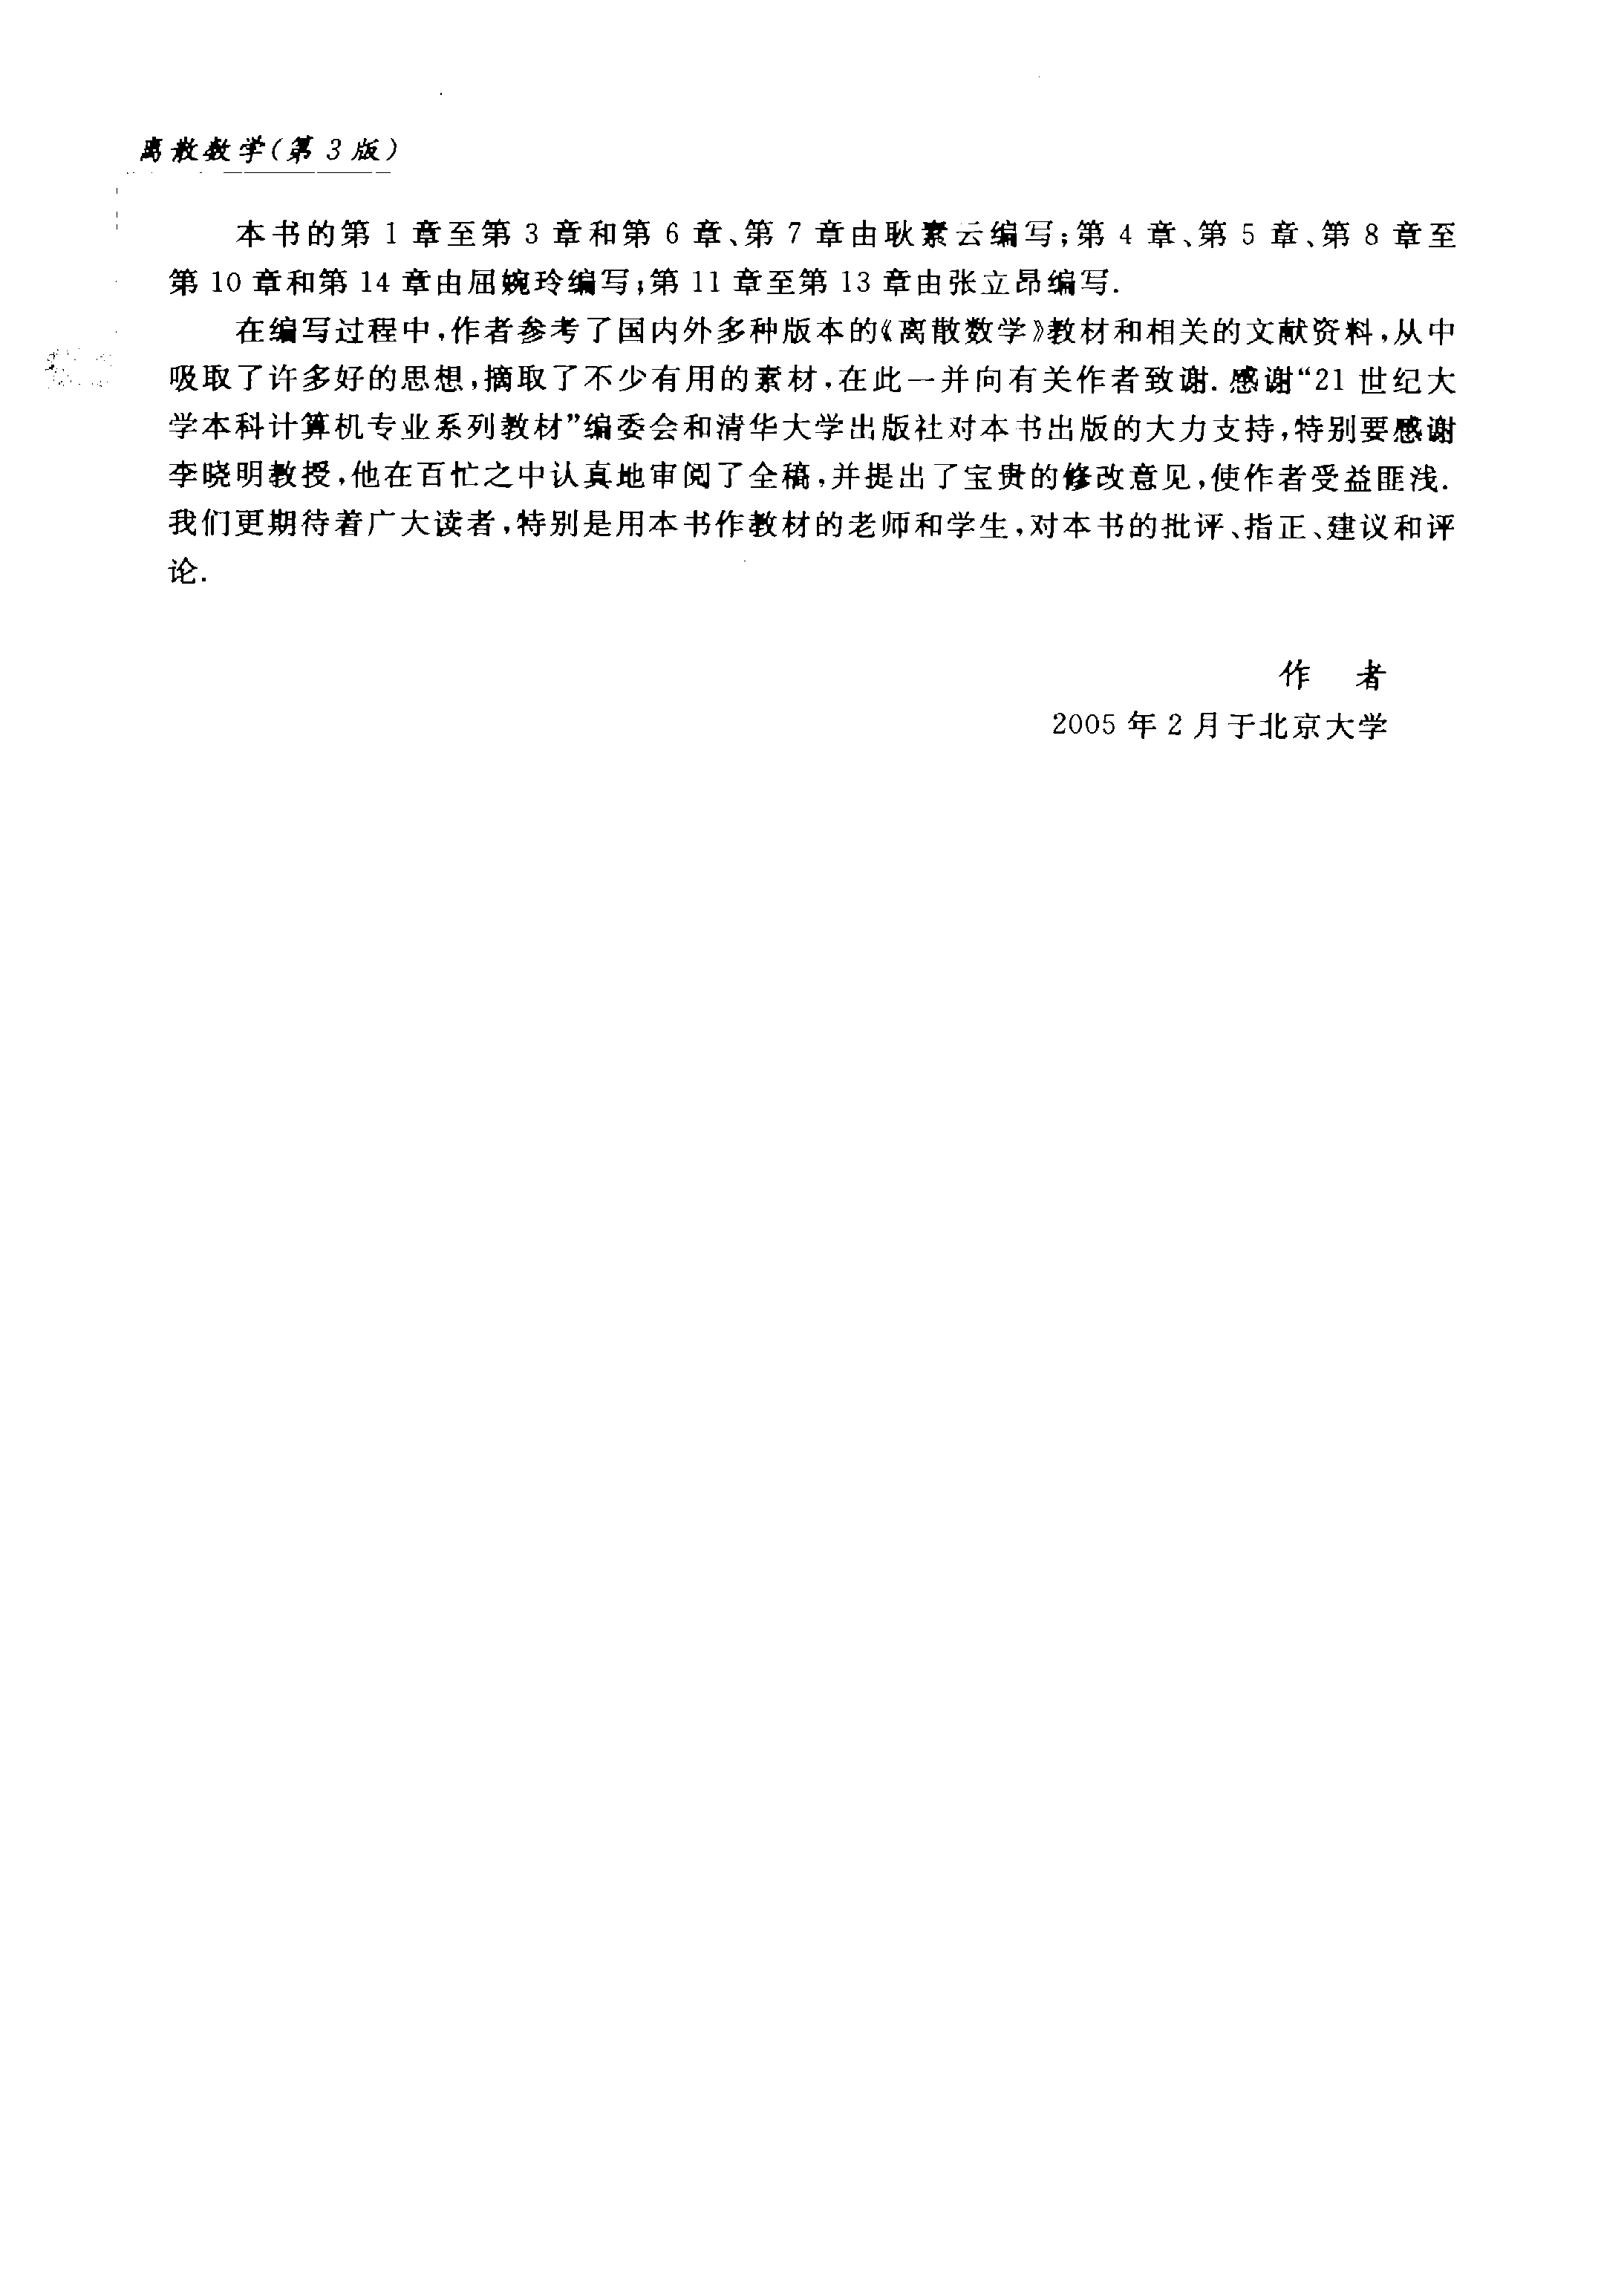 离散数学(第 3 版)
本书的第 1 章至第 3 章和第 6 章、第 7 章由耿素云编写;第 4 章、第 5 章、第 8 章至
第 10 章和第 14 章由屈婉玲编写;第 11 章至第 13 章由张立昂编写.
在编写过程中,作者参考了国内外多种版本的《离散数学》教材和相关的文献资料,从中
吸取了许多好的思想,摘取了不少有用的素材,在此一并向有关作者致谢. 感谢“21 世纪大
学本科计算机专业系列教材”编委会和清华大学出版社对本书出版的大力支持,特别要感谢
李晓明教授,他在百忙之中认真地审阅了全稿,并提出了宝贵的修改意见,使作者受益匪浅.
我们更期待着广大读者,特别是用本书作教材的老师和学生,对本书的批评、指正、建议和评
论.
作 者
2005 年 2 月于北京大学